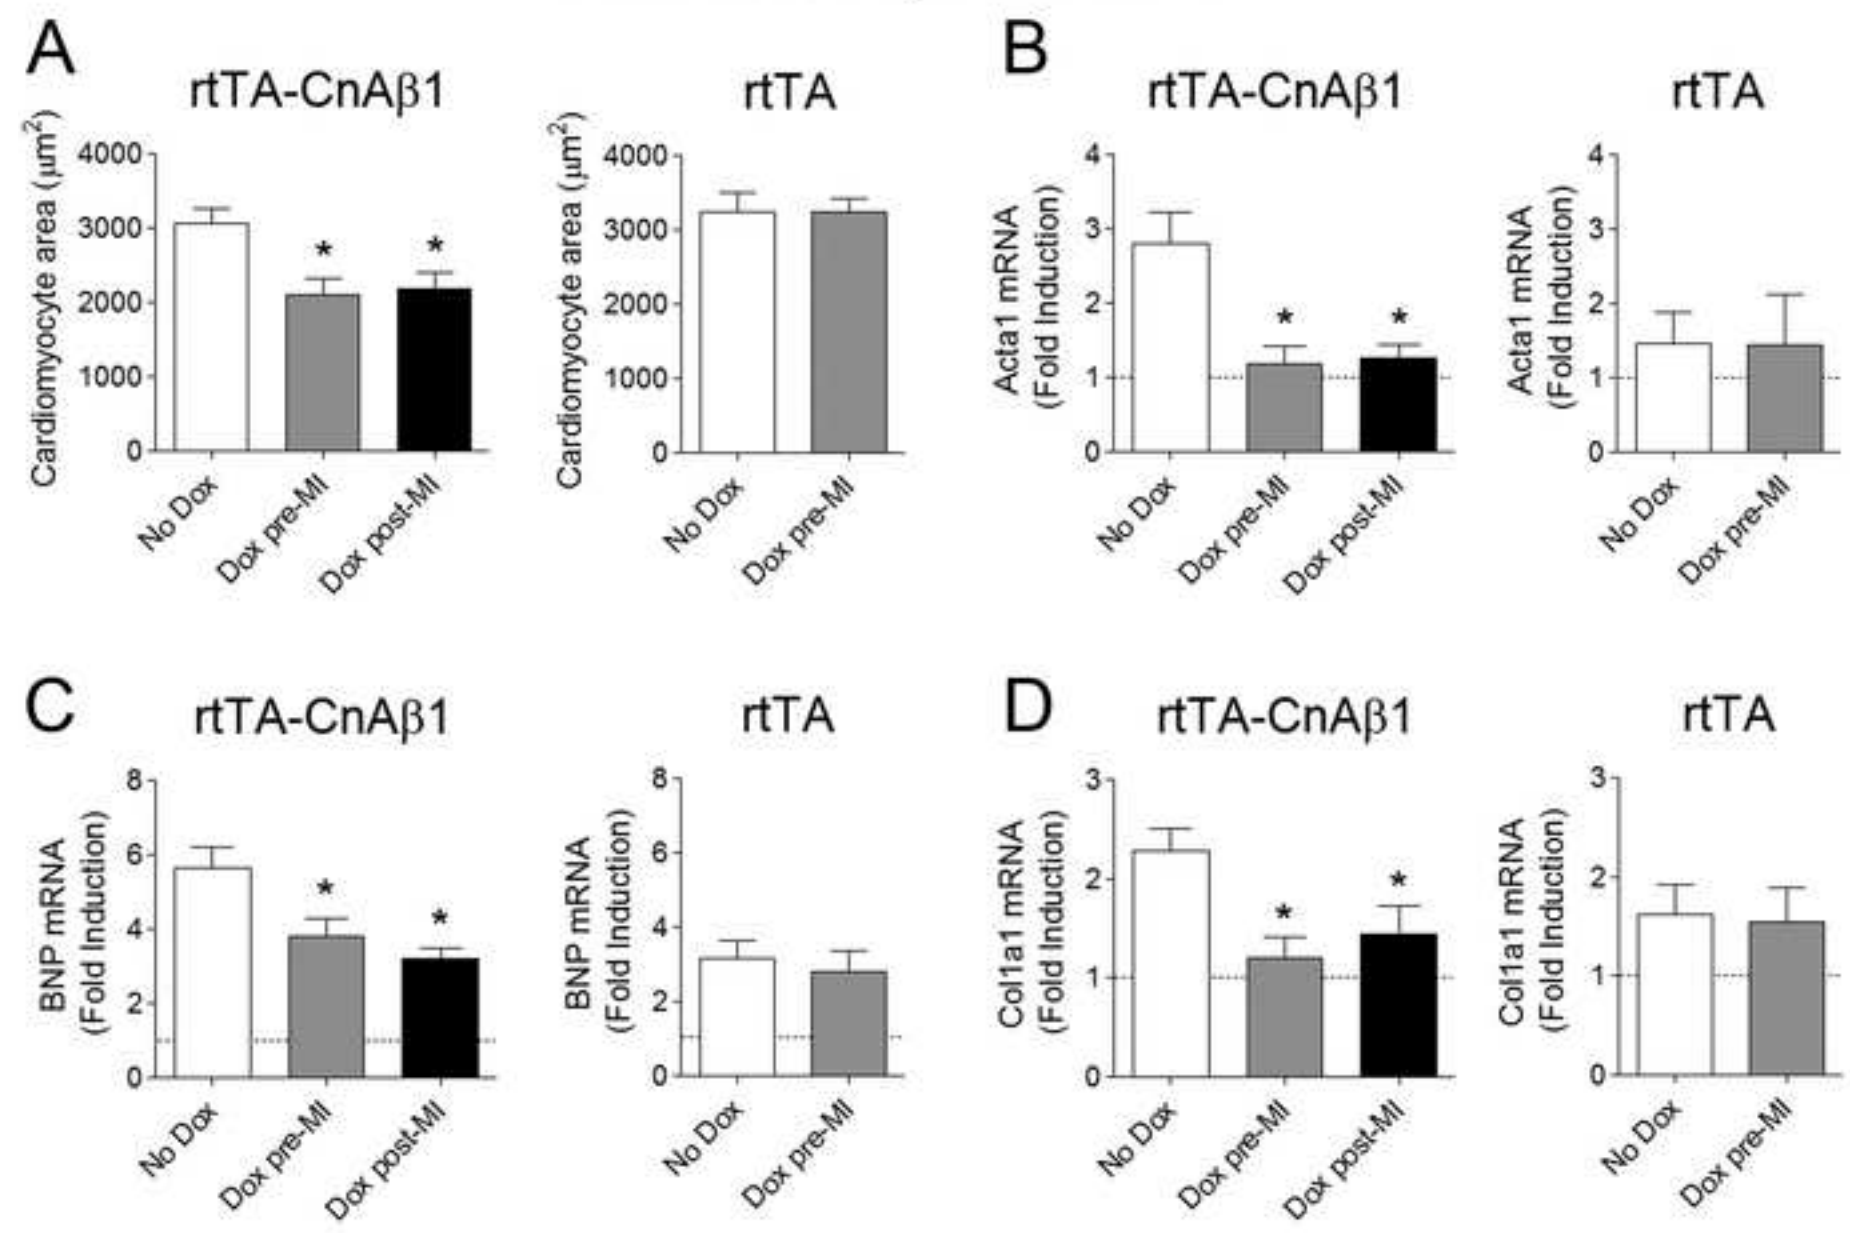 A
rtTA-CnAβ1
Cardiomyocyte area (μm²)
4000
3000
2000
1000
0
*
*
No Dox
Dox pre-MI
Dox post-MI
rtTA
Cardiomyocyte area (μm²)
4000
3000
2000
1000
0
No Dox
Dox pre-MI
B
rtTA-CnAβ1
Acta1 mRNA
(Fold Induction)
4
3
2
1
0
*
*
No Dox
Dox pre-MI
Dox post-MI
rtTA
Acta1 mRNA
(Fold Induction)
4
3
2
1
0
No Dox
Dox pre-MI
C
rtTA-CnAβ1
BNP mRNA
(Fold Induction)
8
6
4
2
0
*
*
No Dox
Dox pre-MI
Dox post-MI
rtTA
BNP mRNA
(Fold Induction)
8
6
4
2
0
No Dox
Dox pre-MI
D
rtTA-CnAβ1
Col1a1 mRNA
(Fold Induction)
3
2
1
0
*
*
No Dox
Dox pre-MI
Dox post-MI
rtTA
Col1a1 mRNA
(Fold Induction)
3
2
1
0
No Dox
Dox pre-MI